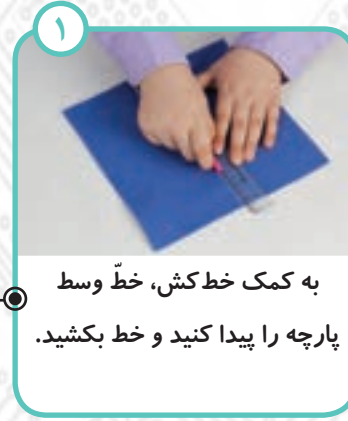 ۱
به کمک خط‌کش، خطّ وسط
پارچه را پیدا کنید و خط بکشید.